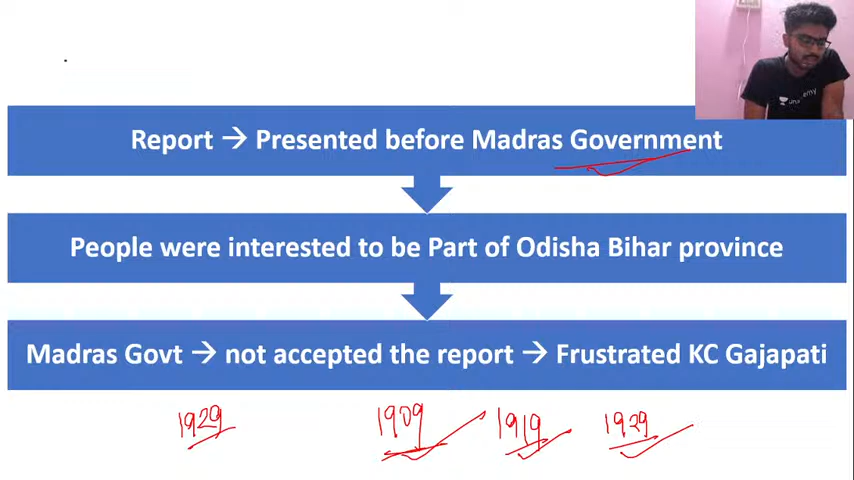 Report → Presented before Madras Government
People were interested to be Part of Odisha Bihar province
Madras Govt → not accepted the report → Frustrated KC Gajapati
1929 1909 1919 1929